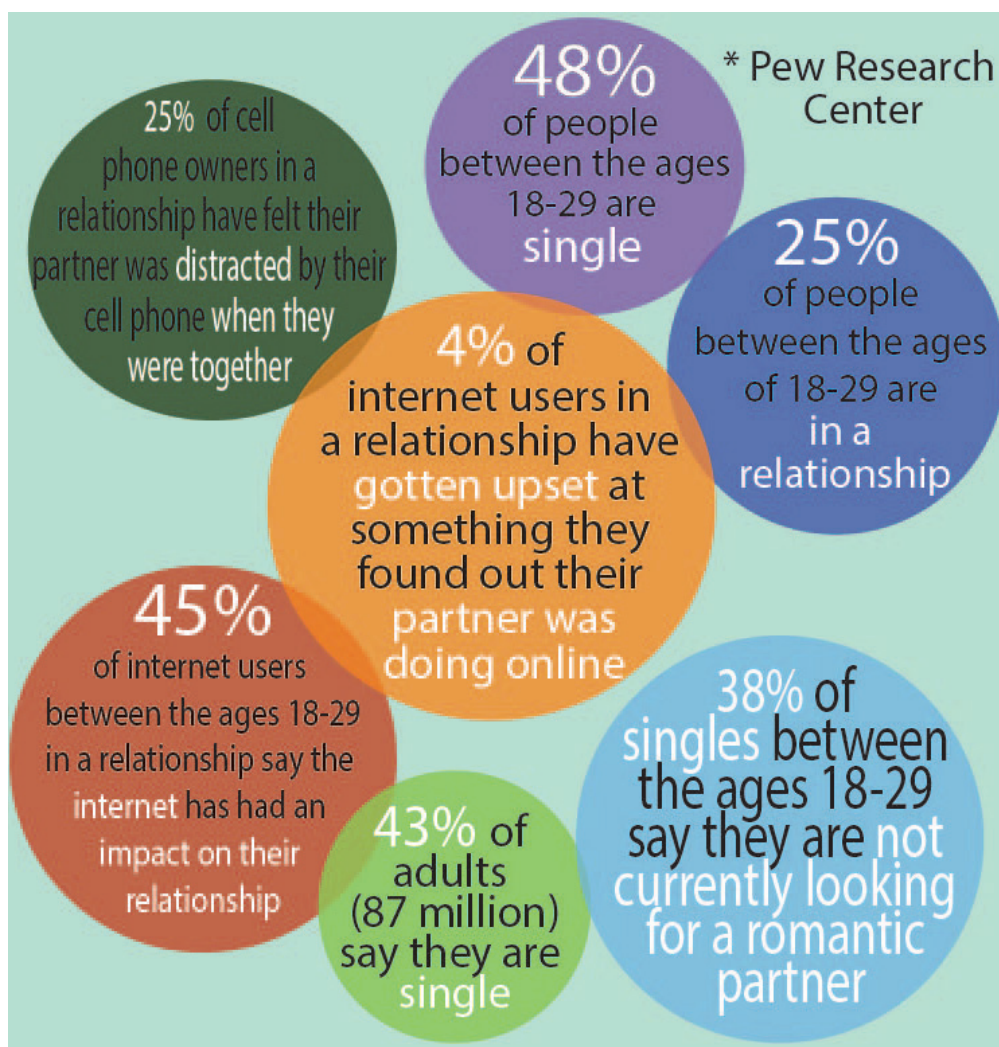 48%
of people
between the ages
18-29 are
single
* Pew Research
Center
25% of cell
phone owners in a
relationship have felt their
partner was distracted by their
cell phone when they
were together
25%
of people
between the ages
of 18-29 are
in a
relationship
4% of
internet users in
a relationship have
gotten upset at
something they
found out their
partner was
doing online
45%
of internet users
between the ages 18-29
in a relationship say the
internet has had an
impact on their
relationship
43% of
adults
(87 million)
say they are
single
38% of
singles between
the ages 18-29
say they are not
currently looking
for a romantic
partner